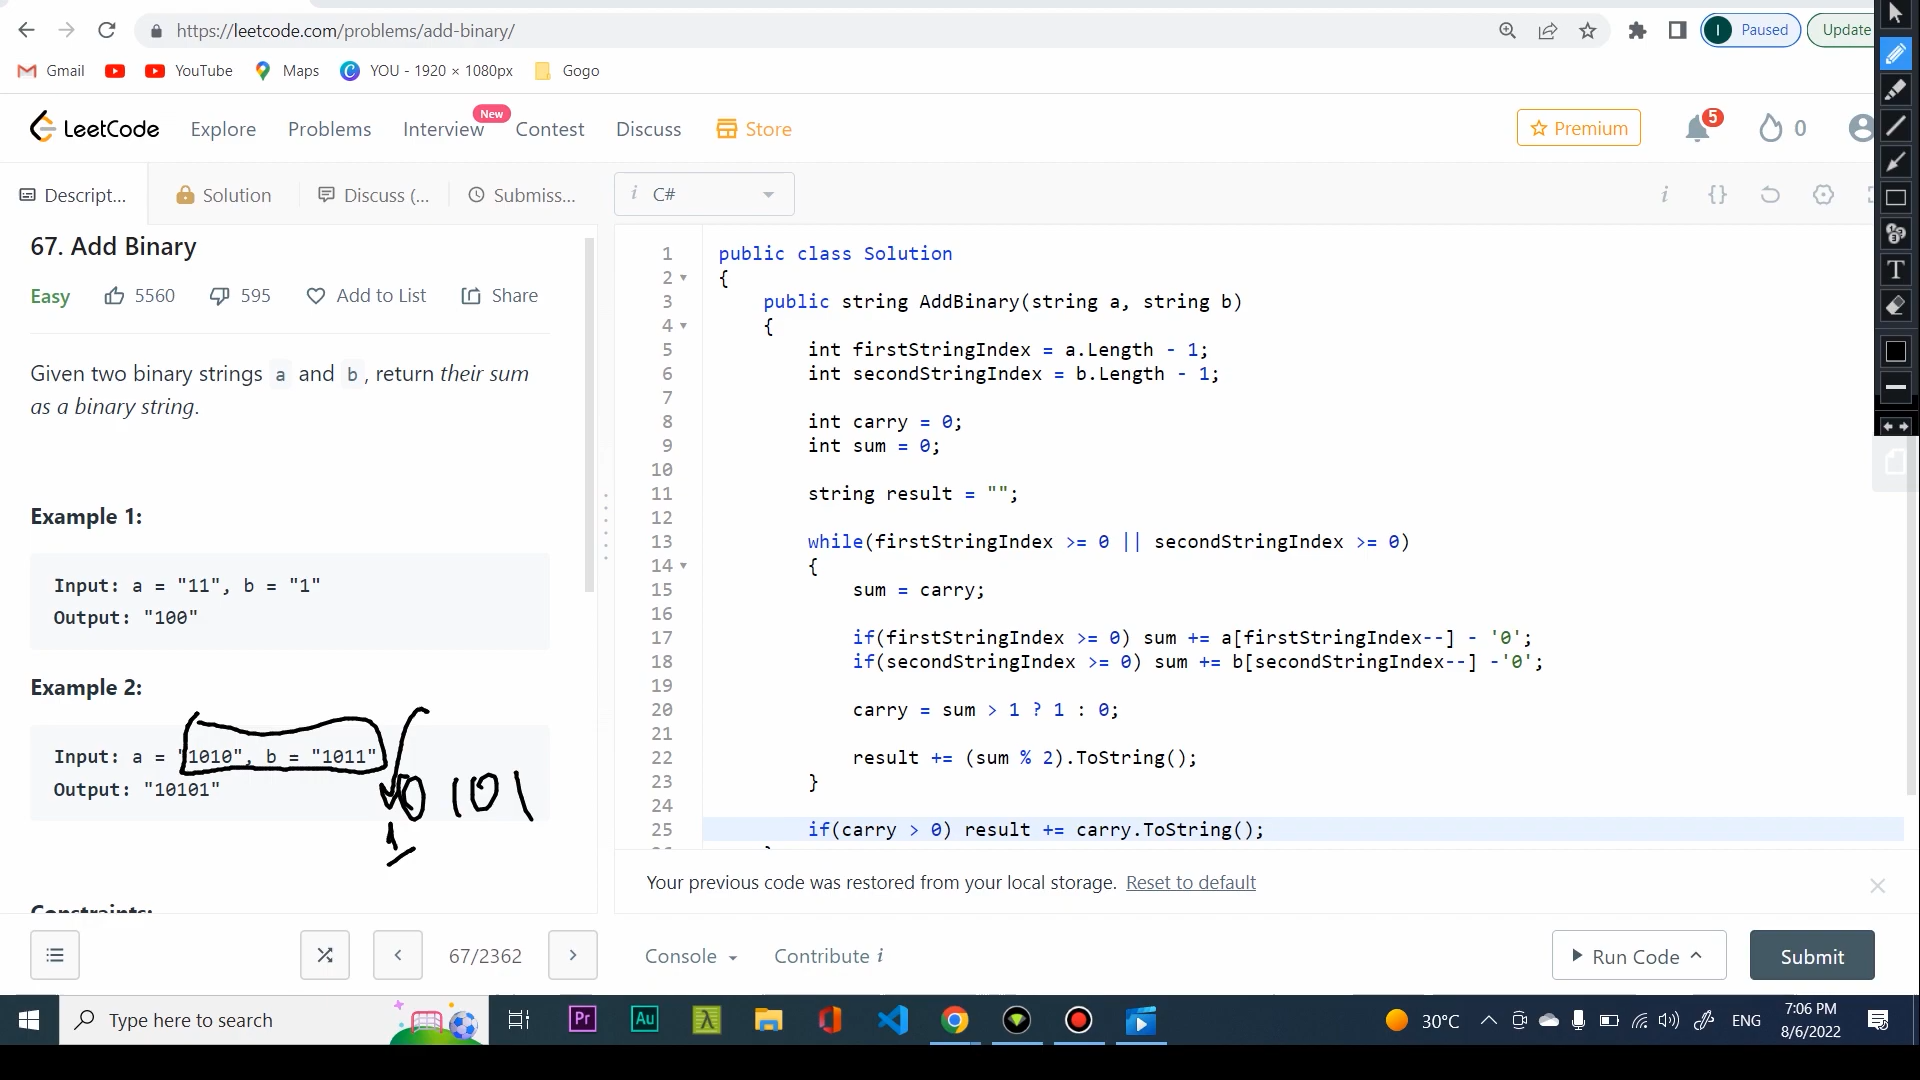 https://leetcode.com/problems/add-binary/
I Paused Update
Gmail YouTube Maps YOU - 1920 × 1080px Gogo
LeetCode Explore Problems Interview New Contest Discuss Store Premium 5 0
Descript... Solution Discuss (... Submiss... i C# i {}
67. Add Binary
Easy 5560 595 Add to List Share
Given two binary strings a and b, return their sum
as a binary string.
Example 1:
Input: a = "11", b = "1"
Output: "100"
Example 2:
Input: a = "1010", b = "1011"
Output: "10101"
0 101
1
Constraints:
1 public class Solution
2 {
3 public string AddBinary(string a, string b)
4 {
5 int firstStringIndex = a.Length - 1;
6 int secondStringIndex = b.Length - 1;
7
8 int carry = 0;
9 int sum = 0;
10
11 string result = "";
12
13 while(firstStringIndex >= 0 || secondStringIndex >= 0)
14 {
15 sum = carry;
16
17 if(firstStringIndex >= 0) sum += a[firstStringIndex--] - '0';
18 if(secondStringIndex >= 0) sum += b[secondStringIndex--] -'0';
19
20 carry = sum > 1 ? 1 : 0;
21
22 result += (sum % 2).ToString();
23 }
24
25 if(carry > 0) result += carry.ToString();
Your previous code was restored from your local storage. Reset to default
67/2362 Console Contribute i Run Code Submit
Type here to search Pr Au 30°C ENG 7:06 PM
8/6/2022